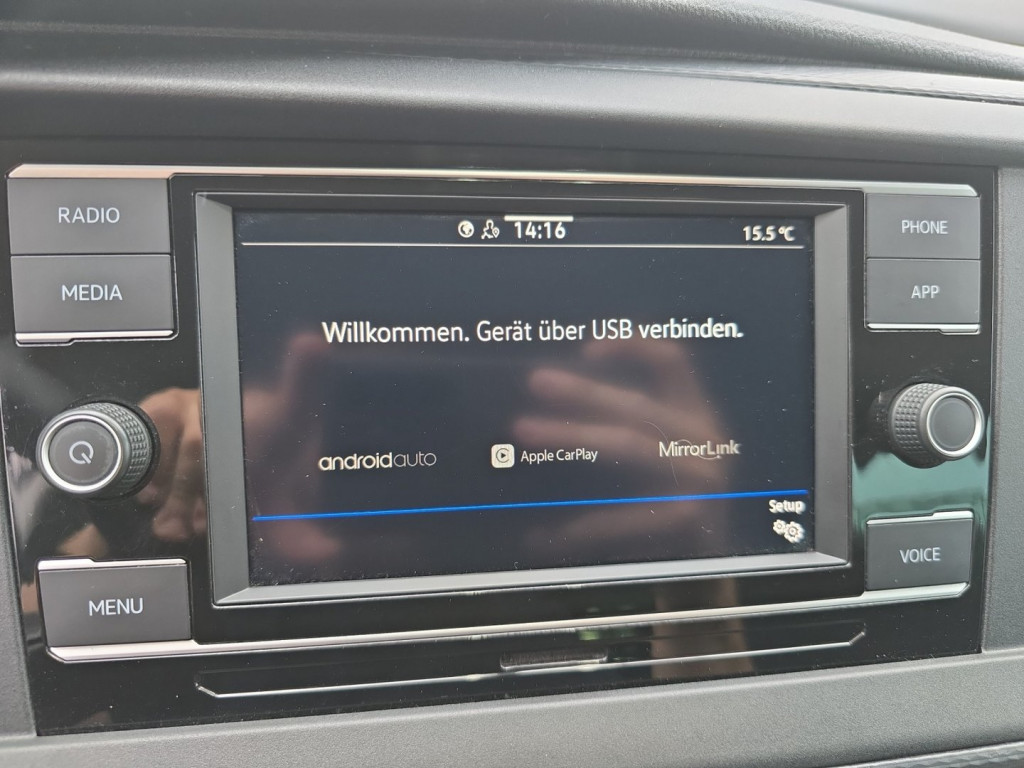 14:16
15.5°C
RADIO
PHONE
MEDIA
APP
Willkommen. Gerät über USB verbinden.
androidauto
Apple CarPlay
MirrorLink
Setup
VOICE
MENU